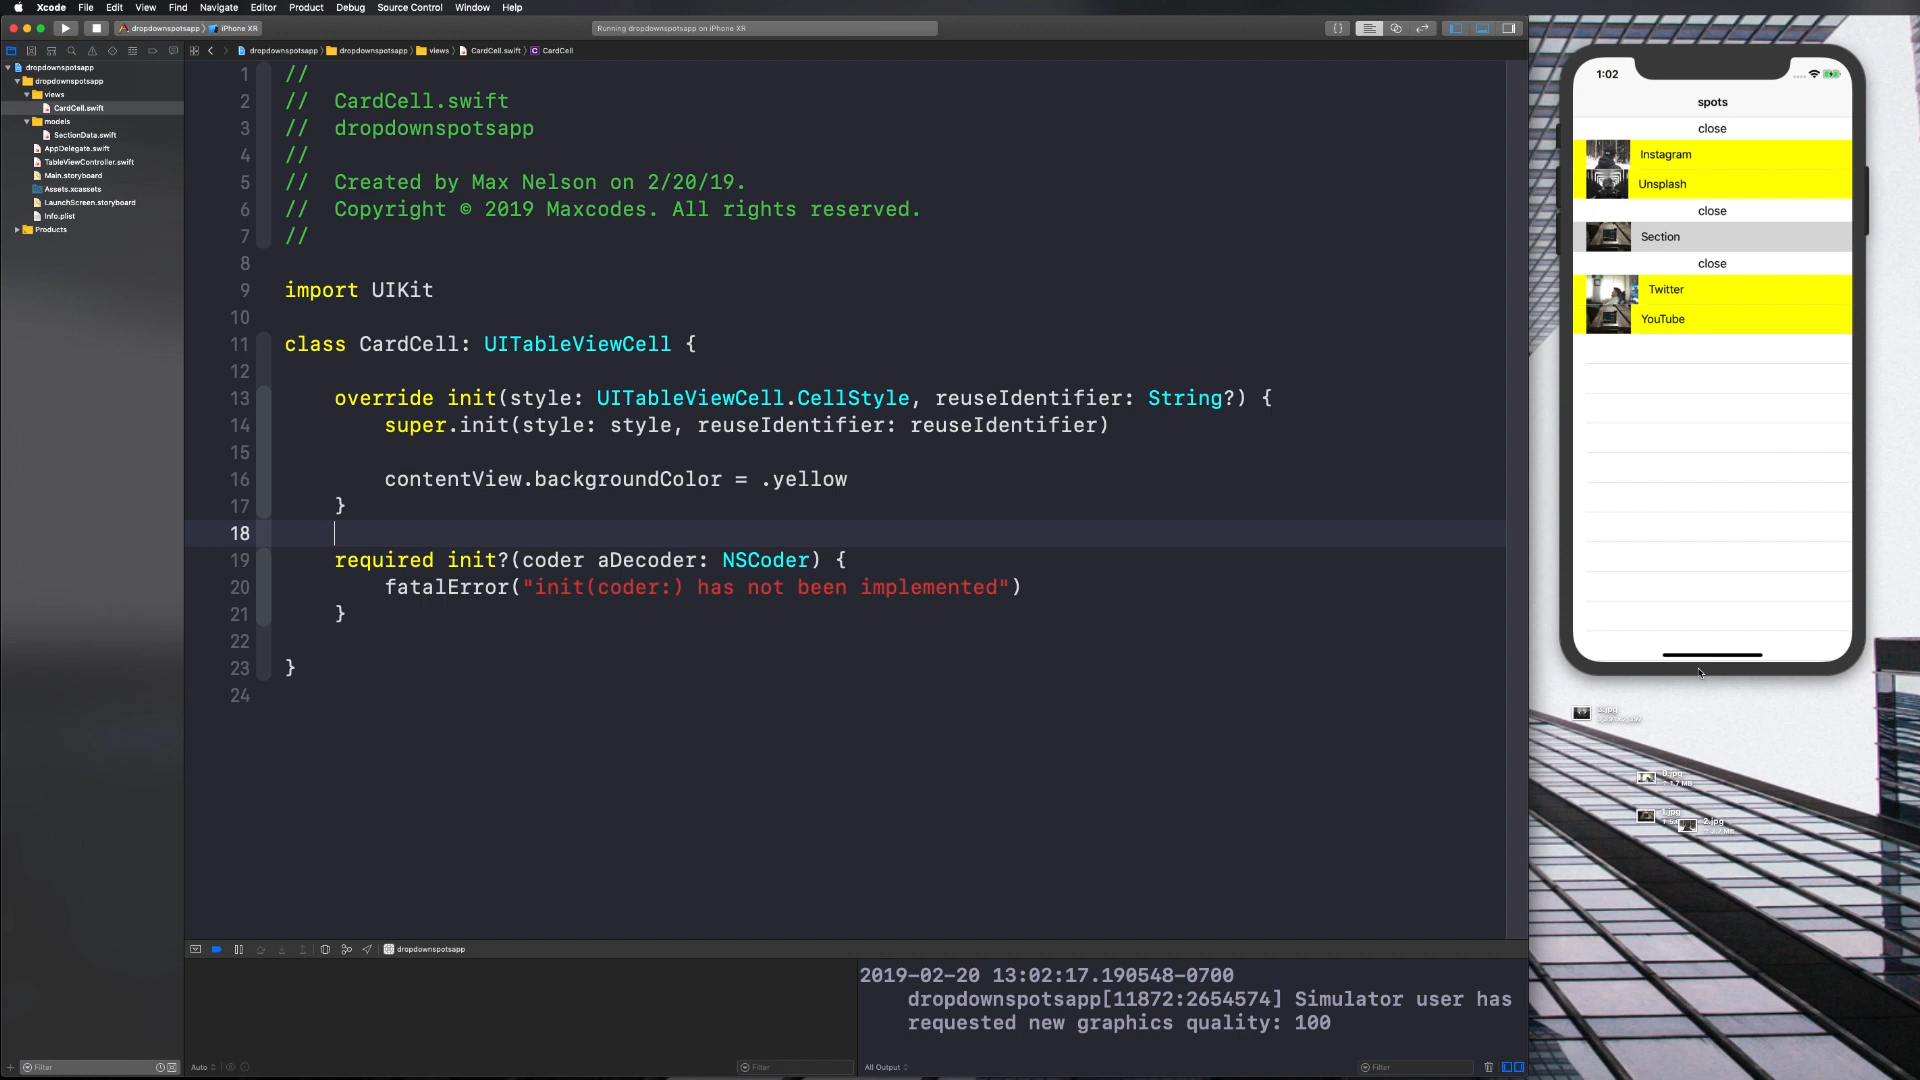 Xcode File Edit View Find Navigate Editor Product Debug Source Control Window Help
dropdownspotsapp iPhone XR
Running dropdownspotsapp on iPhone XR
dropdownspotsapp dropdownspotsapp views CardCell.swift CardCell
dropdownspotsapp
dropdownspotsapp
views
CardCell.swift
models
SectionData.swift
AppDelegate.swift
TableViewController.swift
Main.storyboard
Assets.xcassets
LaunchScreen.storyboard
Info.plist
Products
1 //
2 // CardCell.swift
3 // dropdownspotsapp
4 //
5 // Created by Max Nelson on 2/20/19.
6 // Copyright © 2019 Maxcodes. All rights reserved.
7 //
8
9 import UIKit
10
11 class CardCell: UITableViewCell {
12
13 override init(style: UITableViewCell.CellStyle, reuseIdentifier: String?) {
14 super.init(style: style, reuseIdentifier: reuseIdentifier)
15
16 contentView.backgroundColor = .yellow
17 }
18
19 required init?(coder aDecoder: NSCoder) {
20 fatalError("init(coder:) has not been implemented")
21 }
22
23 }
24
dropdownspotsapp
2019-02-20 13:02:17.190548-0700
dropdownspotsapp[11872:2654574] Simulator user has
requested new graphics quality: 100
Filter
Auto
Filter
All Output
Filter
1:02
spots
close
Instagram
Unsplash
close
Section
close
Twitter
YouTube
3.jpg
0.jpg
1.jpg
2.jpg